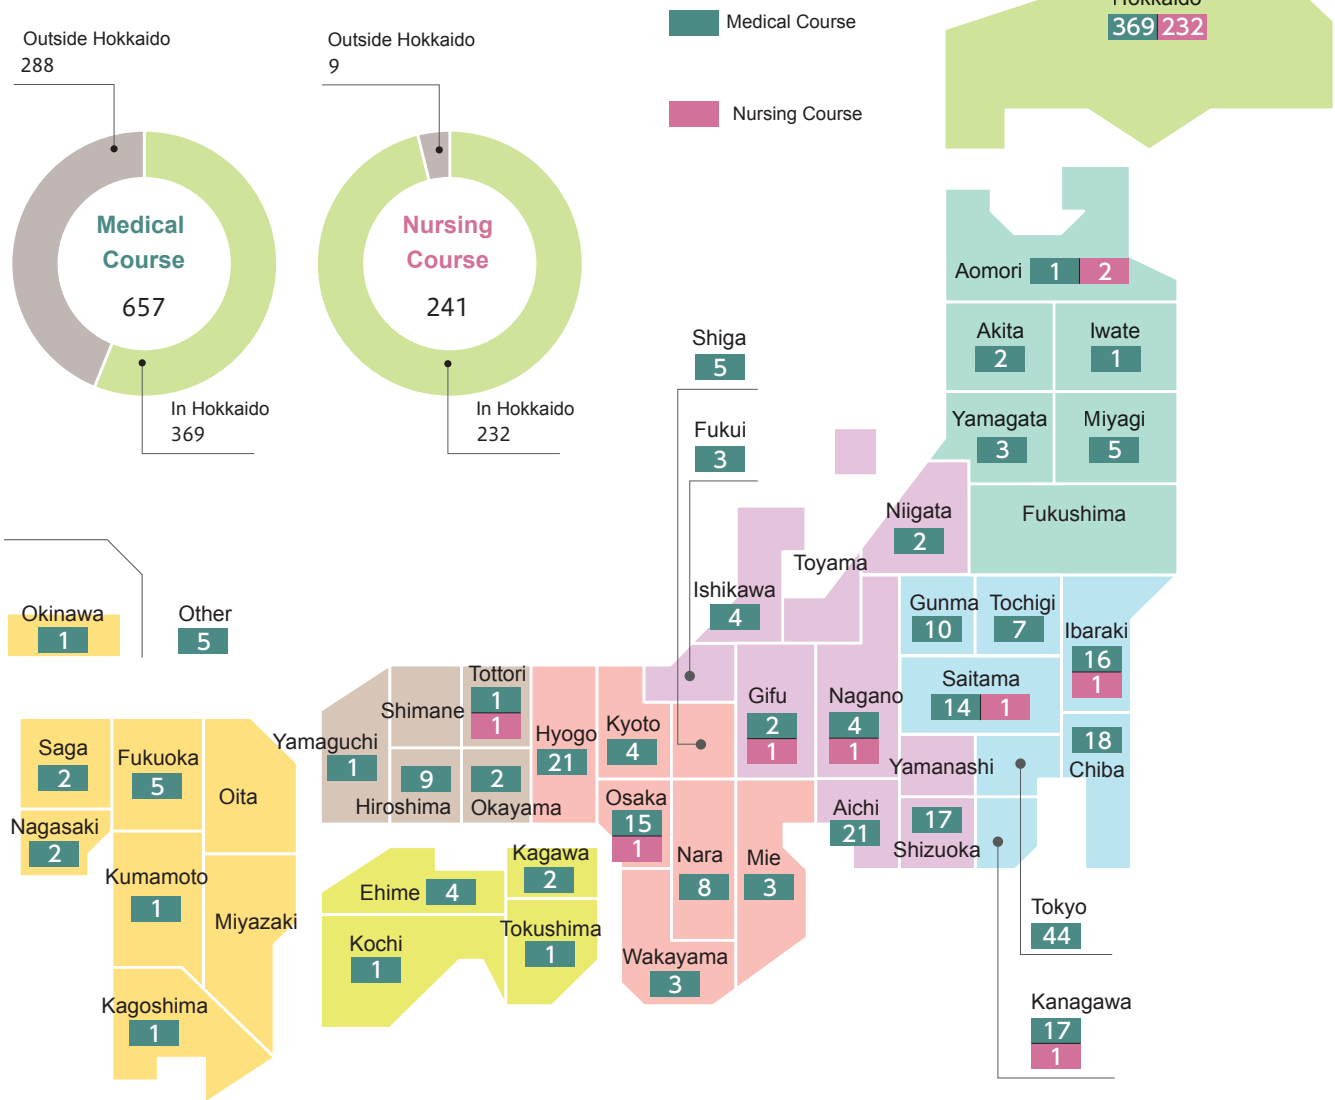 Outside Hokkaido
288
Medical
Course
657
In Hokkaido
369
Outside Hokkaido
9
Nursing
Course
241
In Hokkaido
232
Medical Course
Nursing Course
Hokkaido
369 232
Aomori 1 2
Akita
2
Iwate
1
Yamagata
3
Miyagi
5
Fukushima
Shiga
5
Fukui
3
Niigata
2
Toyama
Ishikawa
4
Gunma
10
Tochigi
7
Ibaraki
16
1
Saitama
14 1
18
Chiba
Okinawa
1
Other
5
Gifu
2
1
Nagano
4
1
Yamanashi
Aichi
21
17
Shizuoka
Tottori
1
1
Shimane
Yamaguchi
1
9
Hiroshima
2
Okayama
Hyogo
21
Kyoto
4
Osaka
15
1
Nara
8
Mie
3
Wakayama
3
Saga
2
Fukuoka
5
Oita
Nagasaki
2
Kumamoto
1
Miyazaki
Kagoshima
1
Ehime 4
Kagawa
2
Kochi
1
Tokushima
1
Tokyo
44
Kanagawa
17
1